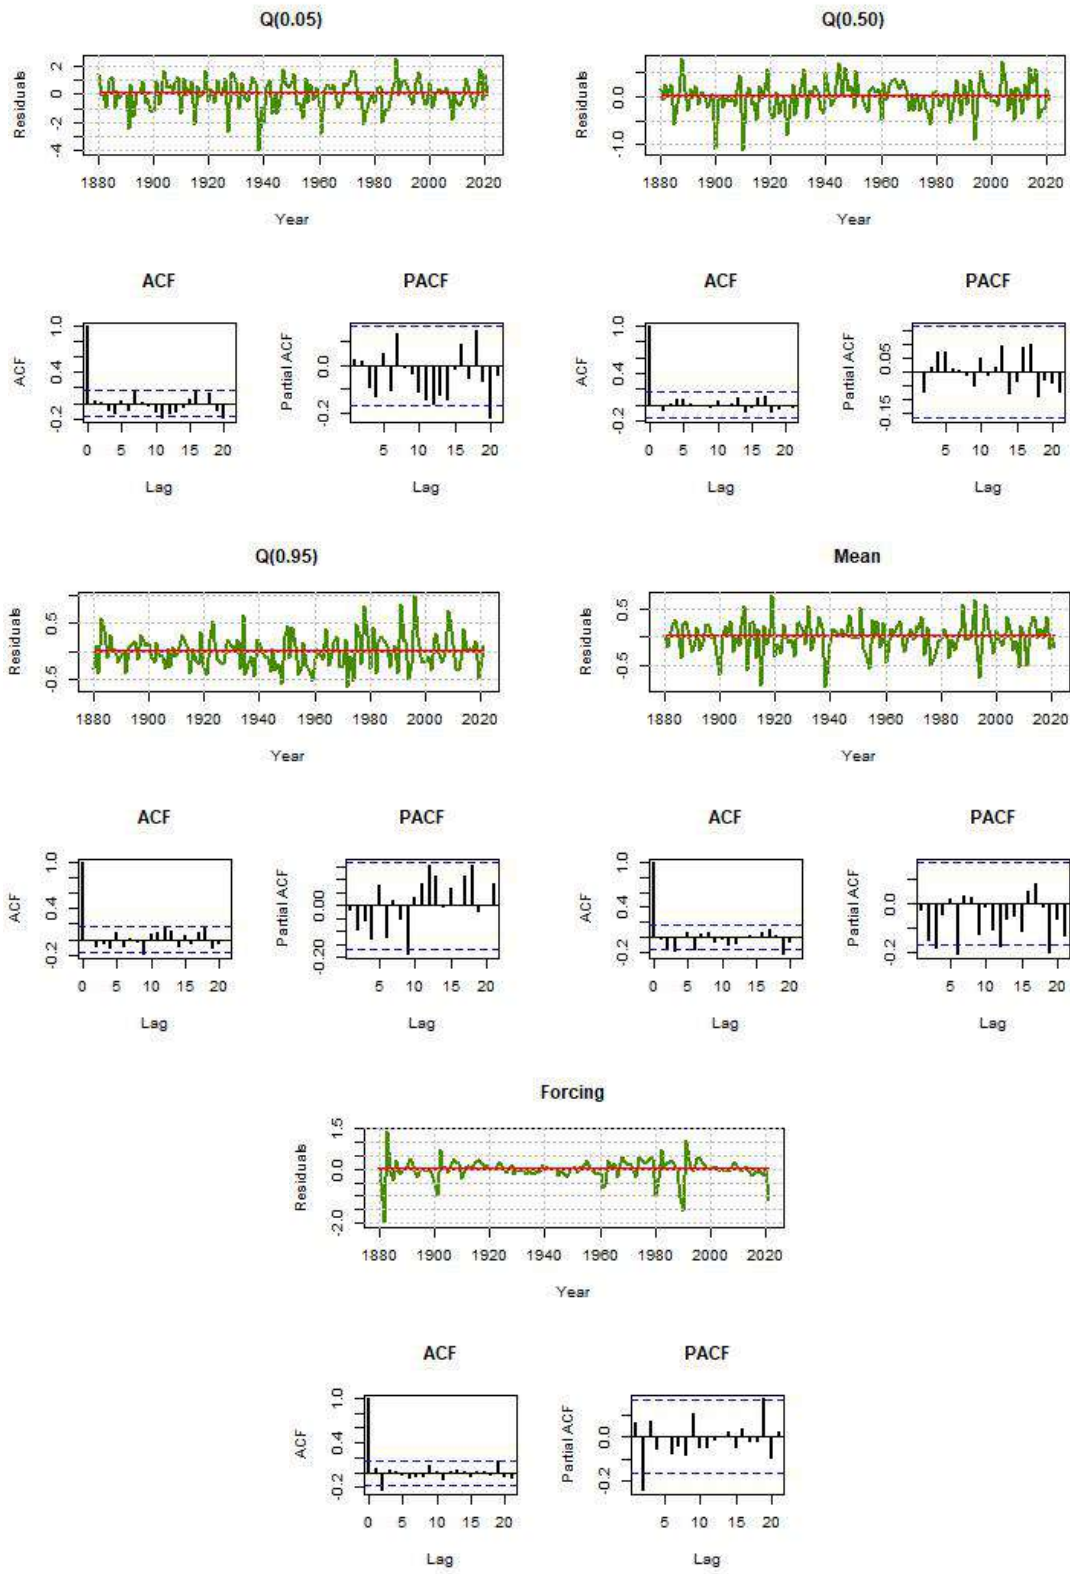 Q(0.05) Q(0.50)
Residuals
2
0
-2
-4
1880 1900 1920 1940 1960 1980 2000 2020
Year
Residuals
0.0
-1.0
1880 1900 1920 1940 1960 1980 2000 2020
Year
ACF PACF ACF PACF
ACF
1.0
0.4
-0.2
0 5 10 15 20
Lag
Partial ACF
0.0
-0.2
5 10 15 20
ACF
1.0
0.4
-0.2
0 5 10 15 20
Lag
Partial ACF
0.05
-0.15
5 10 15 20
Q(0.95) Mean
Residuals
0.5
-0.5
1880 1900 1920 1940 1960 1980 2000 2020
Year
Residuals
0.5
-0.5
1880 1900 1920 1940 1960 1980 2000 2020
Year
ACF PACF ACF PACF
ACF
1.0
0.4
-0.2
0 5 10 15 20
Lag
Partial ACF
0.00
-0.20
5 10 15 20
ACF
1.0
0.4
-0.2
0 5 10 15 20
Lag
Partial ACF
0.0
-0.2
5 10 15 20
Forcing
Residuals
1.5
0.0
-2.0
1880 1900 1920 1940 1960 1980 2000 2020
Year
ACF PACF
ACF
1.0
0.4
-0.2
0 5 10 15 20
Lag
Partial ACF
0.0
-0.2
5 10 15 20